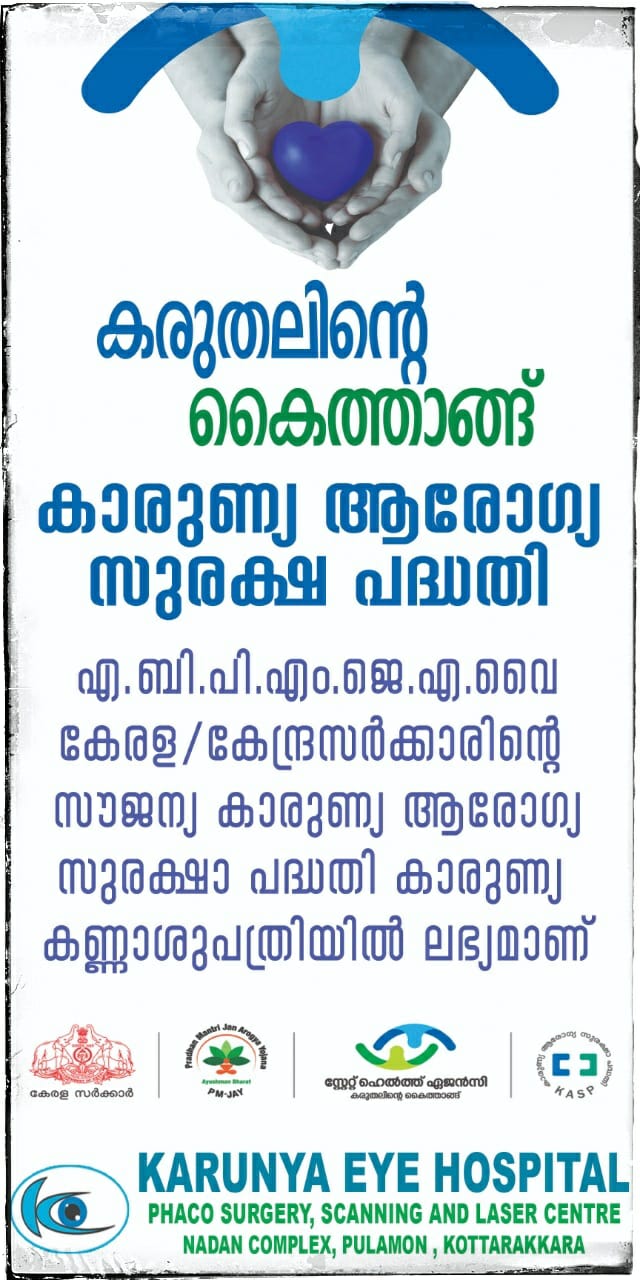 കരുതലിന്റെ
കൈത്താങ്ങ്
കാരുണ്യ ആരോഗ്യ
സുരക്ഷ പദ്ധതി
എ.ബി.പി.എം.ജെ.എ.വൈ
കേരള/കേന്ദ്രസർക്കാരിന്റെ
സൗജന്യ കാരുണ്യ ആരോഗ്യ
സുരക്ഷാ പദ്ധതി കാരുണ്യ
കണ്ണാശുപത്രിയിൽ ലഭ്യമാണ്
കേരള സർക്കാർ
Pradhan Mantri Jan Arogya Yojana
Ayushman Bharat
PM-JAY
സ്റ്റേറ്റ് ഹെൽത്ത് ഏജൻസി
കരുതലിന്റെ കൈത്താങ്ങ്
കാരുണ്യ ആരോഗ്യ സുരക്ഷാ പദ്ധതി
KASP
KARUNYA EYE HOSPITAL
PHACO SURGERY, SCANNING AND LASER CENTRE
NADAN COMPLEX, PULAMON , KOTTARAKKARA